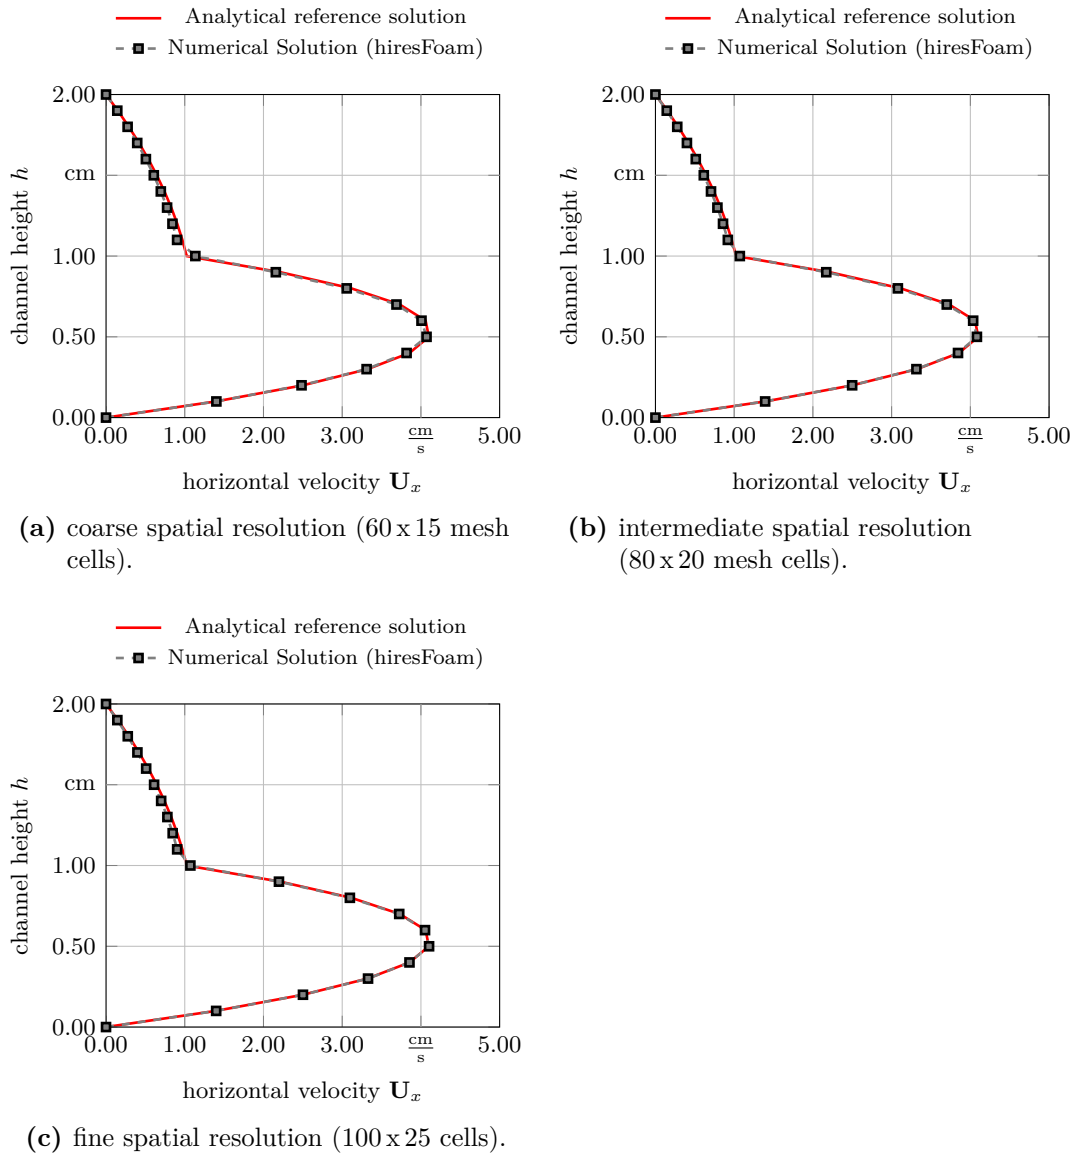 Analytical reference solution
Numerical Solution (hiresFoam)
2.00
cm
1.00
0.50
0.00
channel height h
0.00 1.00 2.00 3.00 cm/s 5.00
horizontal velocity U_x
(a) coarse spatial resolution (60 x 15 mesh
cells).
Analytical reference solution
Numerical Solution (hiresFoam)
2.00
cm
1.00
0.50
0.00
channel height h
0.00 1.00 2.00 3.00 cm/s 5.00
horizontal velocity U_x
(b) intermediate spatial resolution
(80 x 20 mesh cells).
Analytical reference solution
Numerical Solution (hiresFoam)
2.00
cm
1.00
0.50
0.00
channel height h
0.00 1.00 2.00 3.00 cm/s 5.00
horizontal velocity U_x
(c) fine spatial resolution (100 x 25 cells).